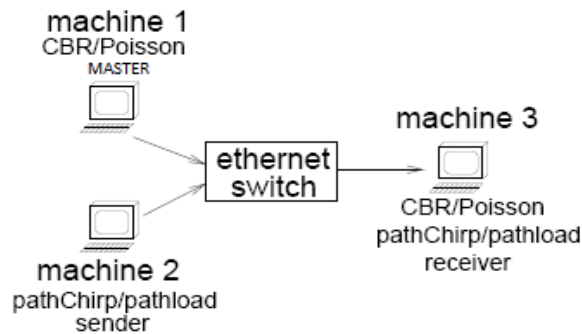 machine 1
CBR/Poisson
MASTER
ethernet
switch
machine 3
CBR/Poisson
pathChirp/pathload
receiver
machine 2
pathChirp/pathload
sender